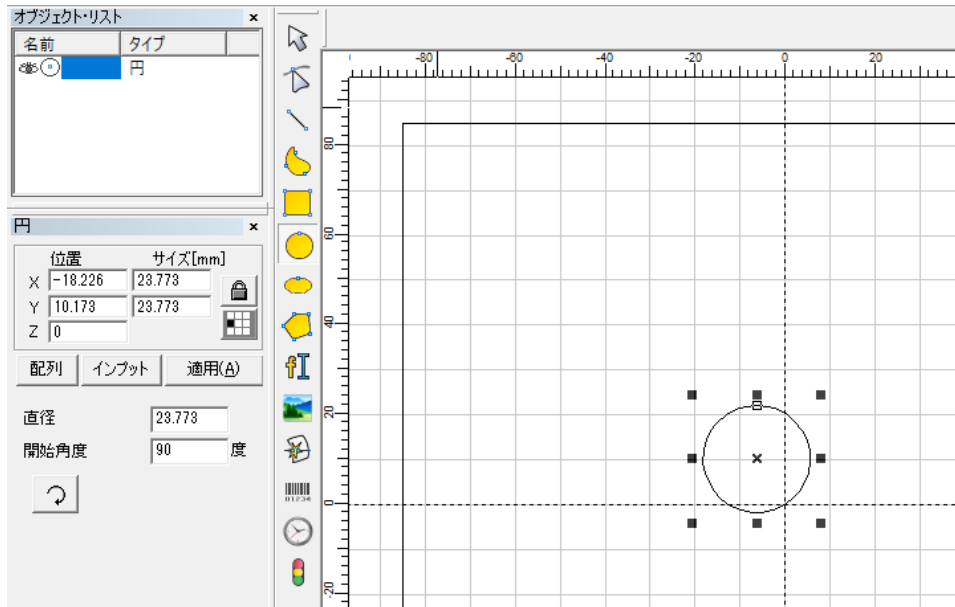 オブジェクト・リスト
名前 タイプ
円
円
位置 サイズ[mm]
X -18.226 23.773
Y 10.173 23.773
Z 0
配列 インプット 適用(A)
直径 23.773
開始角度 90 度
01234
-80 -60 -40 -20 0 20
80
60
40
20
0
-20